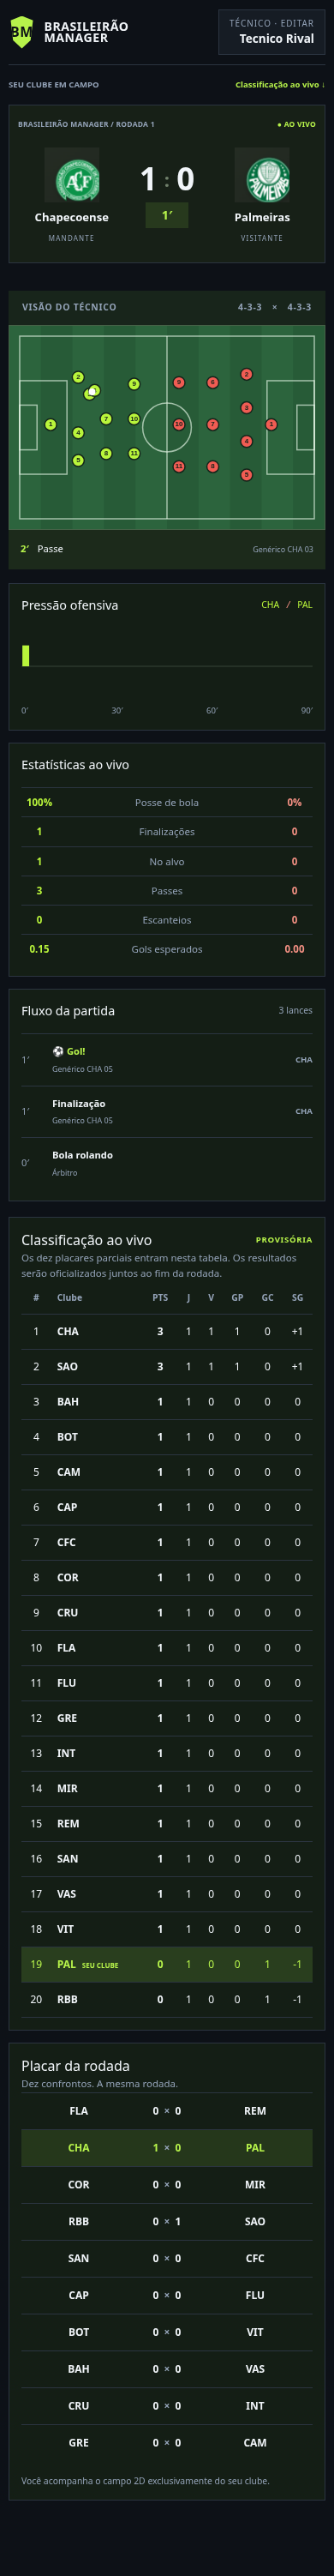 BM BRASILEIRÃO
MANAGER
TÉCNICO · EDITAR
Tecnico Rival
SEU CLUBE EM CAMPO Classificação ao vivo ↓
BRASILEIRÃO MANAGER / RODADA 1 ● AO VIVO
1 : 0
Chapecoense 1′ Palmeiras
MANDANTE VISITANTE
VISÃO DO TÉCNICO 4-3-3 × 4-3-3
2′ Passe Genérico CHA 03
Pressão ofensiva CHA / PAL
0′ 30′ 60′ 90′
Estatísticas ao vivo
100% Posse de bola 0%
1 Finalizações 0
1 No alvo 0
3 Passes 0
0 Escanteios 0
0.15 Gols esperados 0.00
Fluxo da partida 3 lances
1′ ⚽ Gol! CHA
Genérico CHA 05
1′ Finalização CHA
Genérico CHA 05
0′ Bola rolando
Árbitro
Classificação ao vivo PROVISÓRIA
Os dez placares parciais entram nesta tabela. Os resultados
serão oficializados juntos ao fim da rodada.
# Clube PTS J V GP GC SG
1 CHA 3 1 1 1 0 +1
2 SAO 3 1 1 1 0 +1
3 BAH 1 1 0 0 0 0
4 BOT 1 1 0 0 0 0
5 CAM 1 1 0 0 0 0
6 CAP 1 1 0 0 0 0
7 CFC 1 1 0 0 0 0
8 COR 1 1 0 0 0 0
9 CRU 1 1 0 0 0 0
10 FLA 1 1 0 0 0 0
11 FLU 1 1 0 0 0 0
12 GRE 1 1 0 0 0 0
13 INT 1 1 0 0 0 0
14 MIR 1 1 0 0 0 0
15 REM 1 1 0 0 0 0
16 SAN 1 1 0 0 0 0
17 VAS 1 1 0 0 0 0
18 VIT 1 1 0 0 0 0
19 PAL SEU CLUBE 0 1 0 0 1 -1
20 RBB 0 1 0 0 1 -1
Placar da rodada
Dez confrontos. A mesma rodada.
FLA 0 × 0 REM
CHA 1 × 0 PAL
COR 0 × 0 MIR
RBB 0 × 1 SAO
SAN 0 × 0 CFC
CAP 0 × 0 FLU
BOT 0 × 0 VIT
BAH 0 × 0 VAS
CRU 0 × 0 INT
GRE 0 × 0 CAM
Você acompanha o campo 2D exclusivamente do seu clube.